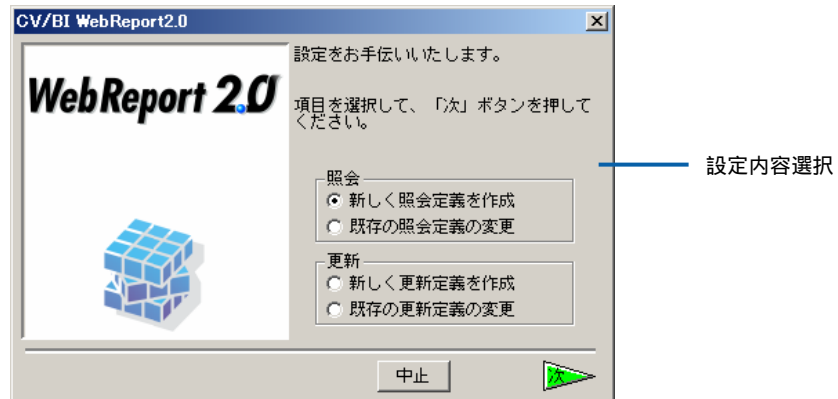 CV/BI WebReport2.0
WebReport 2.0
設定をお手伝いいたします。
項目を選択して、「次」ボタンを押して
ください。
照会
新しく照会定義を作成
既存の照会定義の変更
更新
新しく更新定義を作成
既存の更新定義の変更
中止
次
設定内容選択